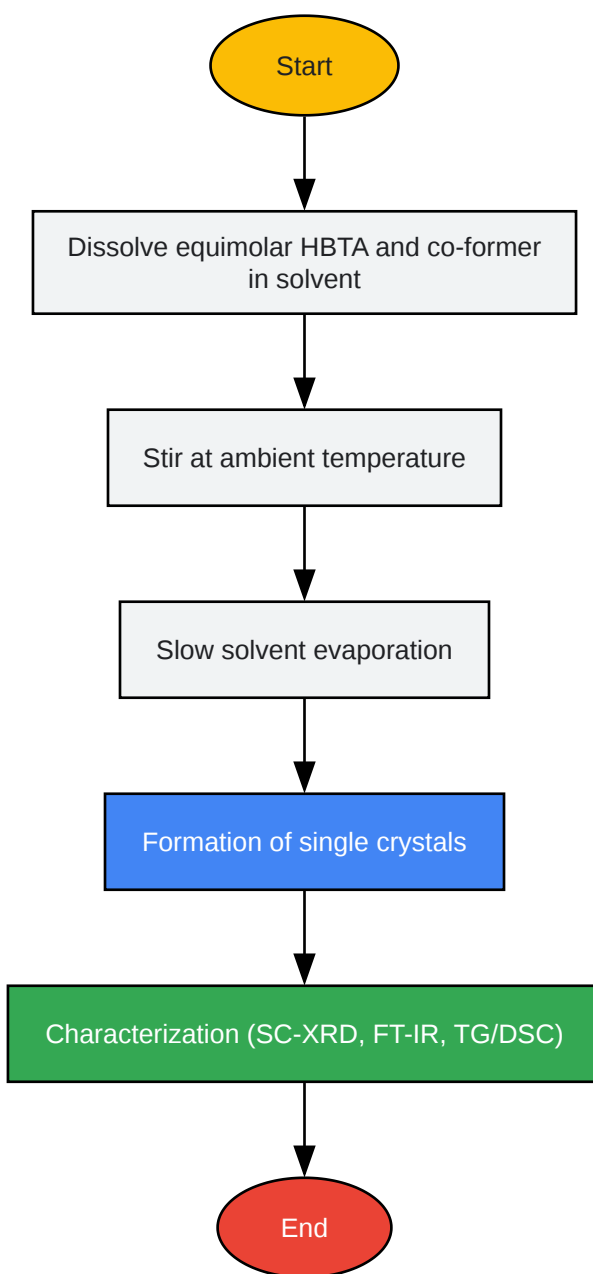 Start
Dissolve equimolar HBTA and co-former
in solvent
Stir at ambient temperature
Slow solvent evaporation
Formation of single crystals
Characterization (SC-XRD, FT-IR, TG/DSC)
End